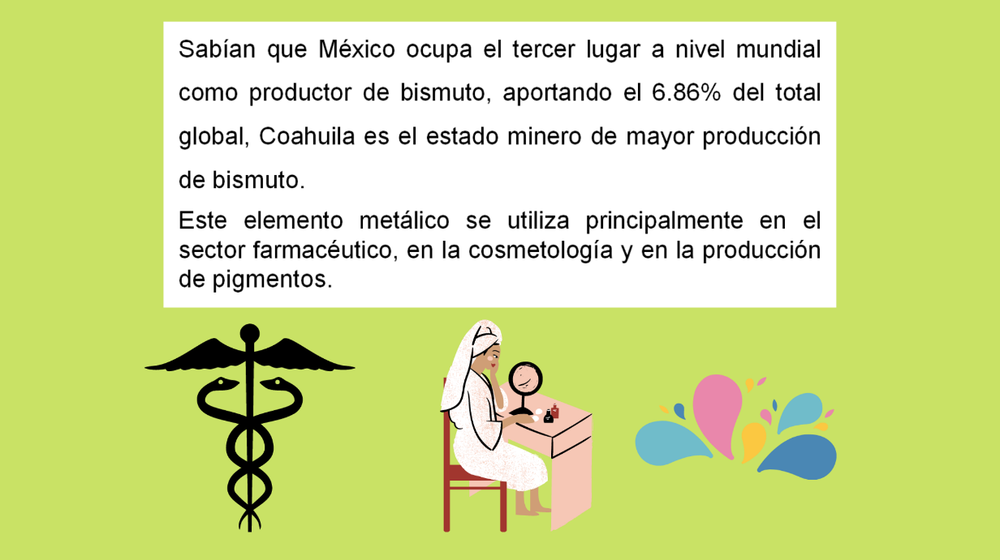 Sabían que México ocupa el tercer lugar a nivel mundial
como productor de bismuto, aportando el 6.86% del total
global, Coahuila es el estado minero de mayor producción
de bismuto.
Este elemento metálico se utiliza principalmente en el
sector farmacéutico, en la cosmetología y en la producción
de pigmentos.